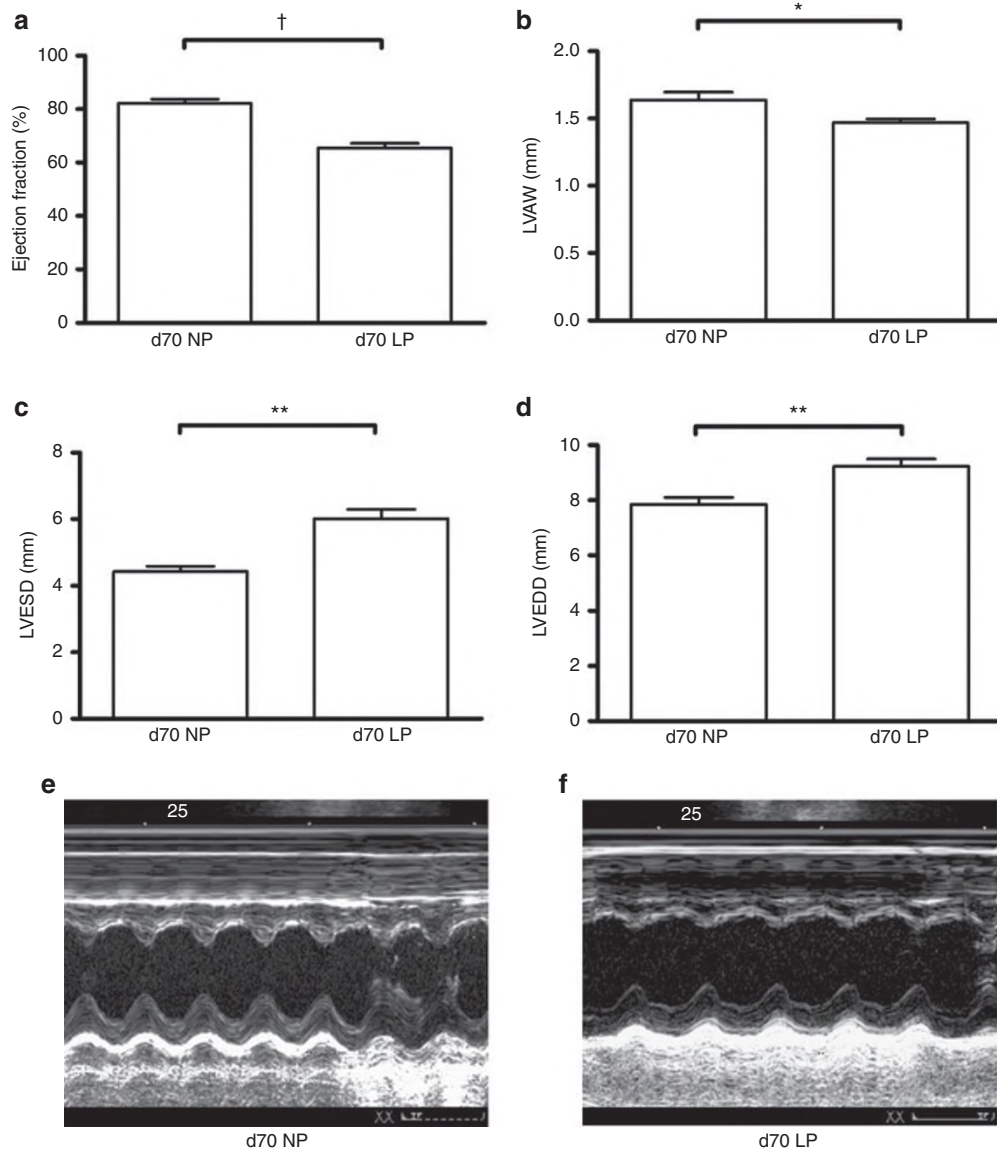 a
†
100
80
60
40
20
0
Ejection fraction (%)
d70 NP
d70 LP
b
*
2.0
1.5
1.0
0.5
0.0
LVAW (mm)
d70 NP
d70 LP
c
**
8
6
4
2
0
LVESD (mm)
d70 NP
d70 LP
d
**
10
8
6
4
2
0
LVEDD (mm)
d70 NP
d70 LP
e
25
XX
d70 NP
f
25
XX
d70 LP